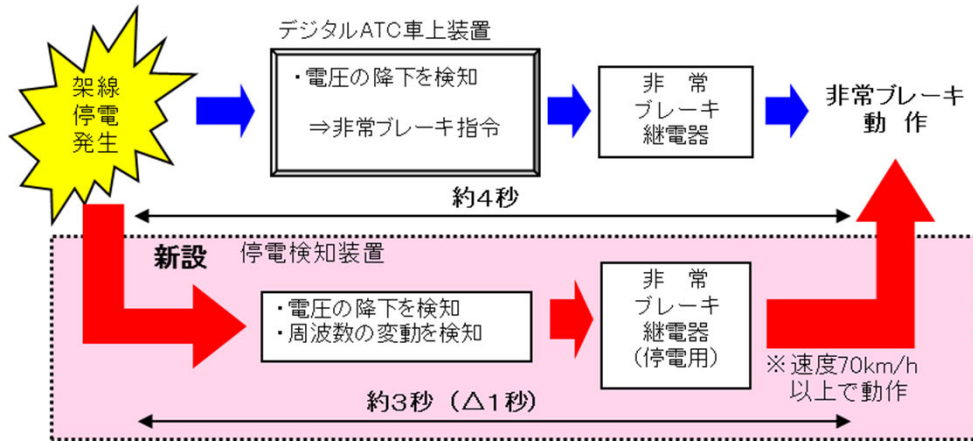 デジタルATC車上装置
架線
停電
発生
・電圧の降下を検知
⇒非常ブレーキ指令
非　常
ブレーキ
継電器
非常ブレーキ
動 作
約4秒
新設　停電検知装置
・電圧の降下を検知
・周波数の変動を検知
非　常
ブレーキ
継電器
(停電用)
※速度70km/h
以上で動作
約3秒（△1秒）